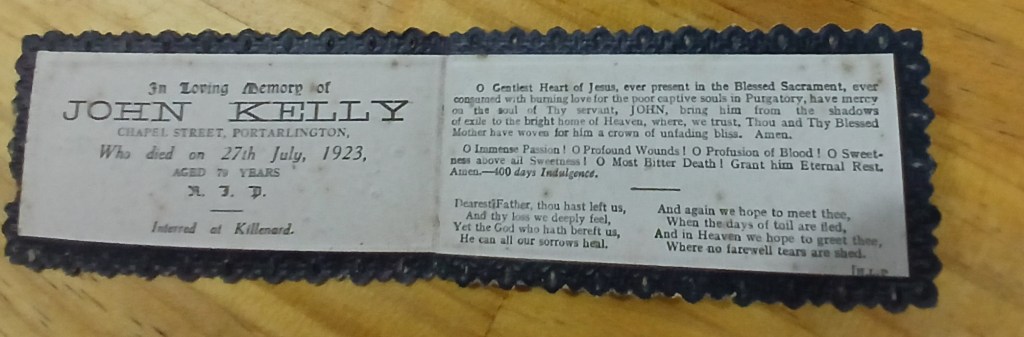 In Loving Memory of
JOHN KELLY
CHAPEL STREET, PORTARLINGTON,
Who died on 27th July, 1923,
AGED 79 YEARS
R. I. P.
Interred at Killenard.
O Gentlest Heart of Jesus, ever present in the Blessed Sacrament, ever
consumed with burning love for the poor captive souls in Purgatory, have mercy
on the soul of Thy servant, JOHN, bring him from the shadows
of exile to the bright home of Heaven, where, we trust, Thou and Thy Blessed
Mother have woven for him a crown of unfading bliss. Amen.
O Immense Passion! O Profound Wounds! O Profusion of Blood! O Sweet-
ness above all Sweetness! O Most Bitter Death! Grant him Eternal Rest.
Amen.—400 days Indulgence.
Dearest Father, thou hast left us,
And thy loss we deeply feel,
Yet the God who hath bereft us,
He can all our sorrows heal.
And again we hope to meet thee,
When the days of toil are fled,
And in Heaven we hope to greet thee,
Where no farewell tears are shed.